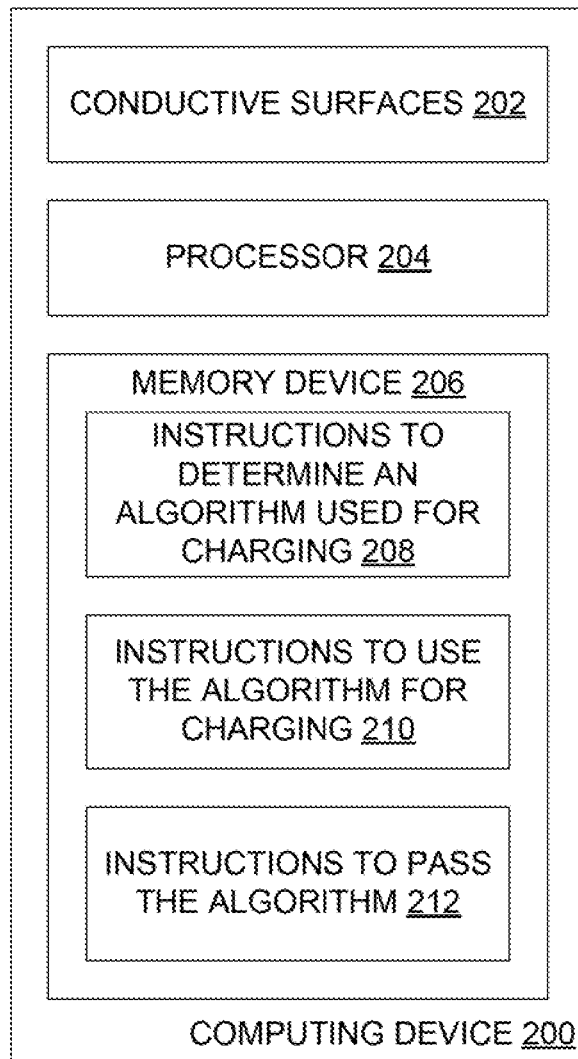 CONDUCTIVE SURFACES 202
PROCESSOR 204
MEMORY DEVICE 206
INSTRUCTIONS TO
DETERMINE AN
ALGORITHM USED FOR
CHARGING 208
INSTRUCTIONS TO USE
THE ALGORITHM FOR
CHARGING 210
INSTRUCTIONS TO PASS
THE ALGORITHM 212
COMPUTING DEVICE 200